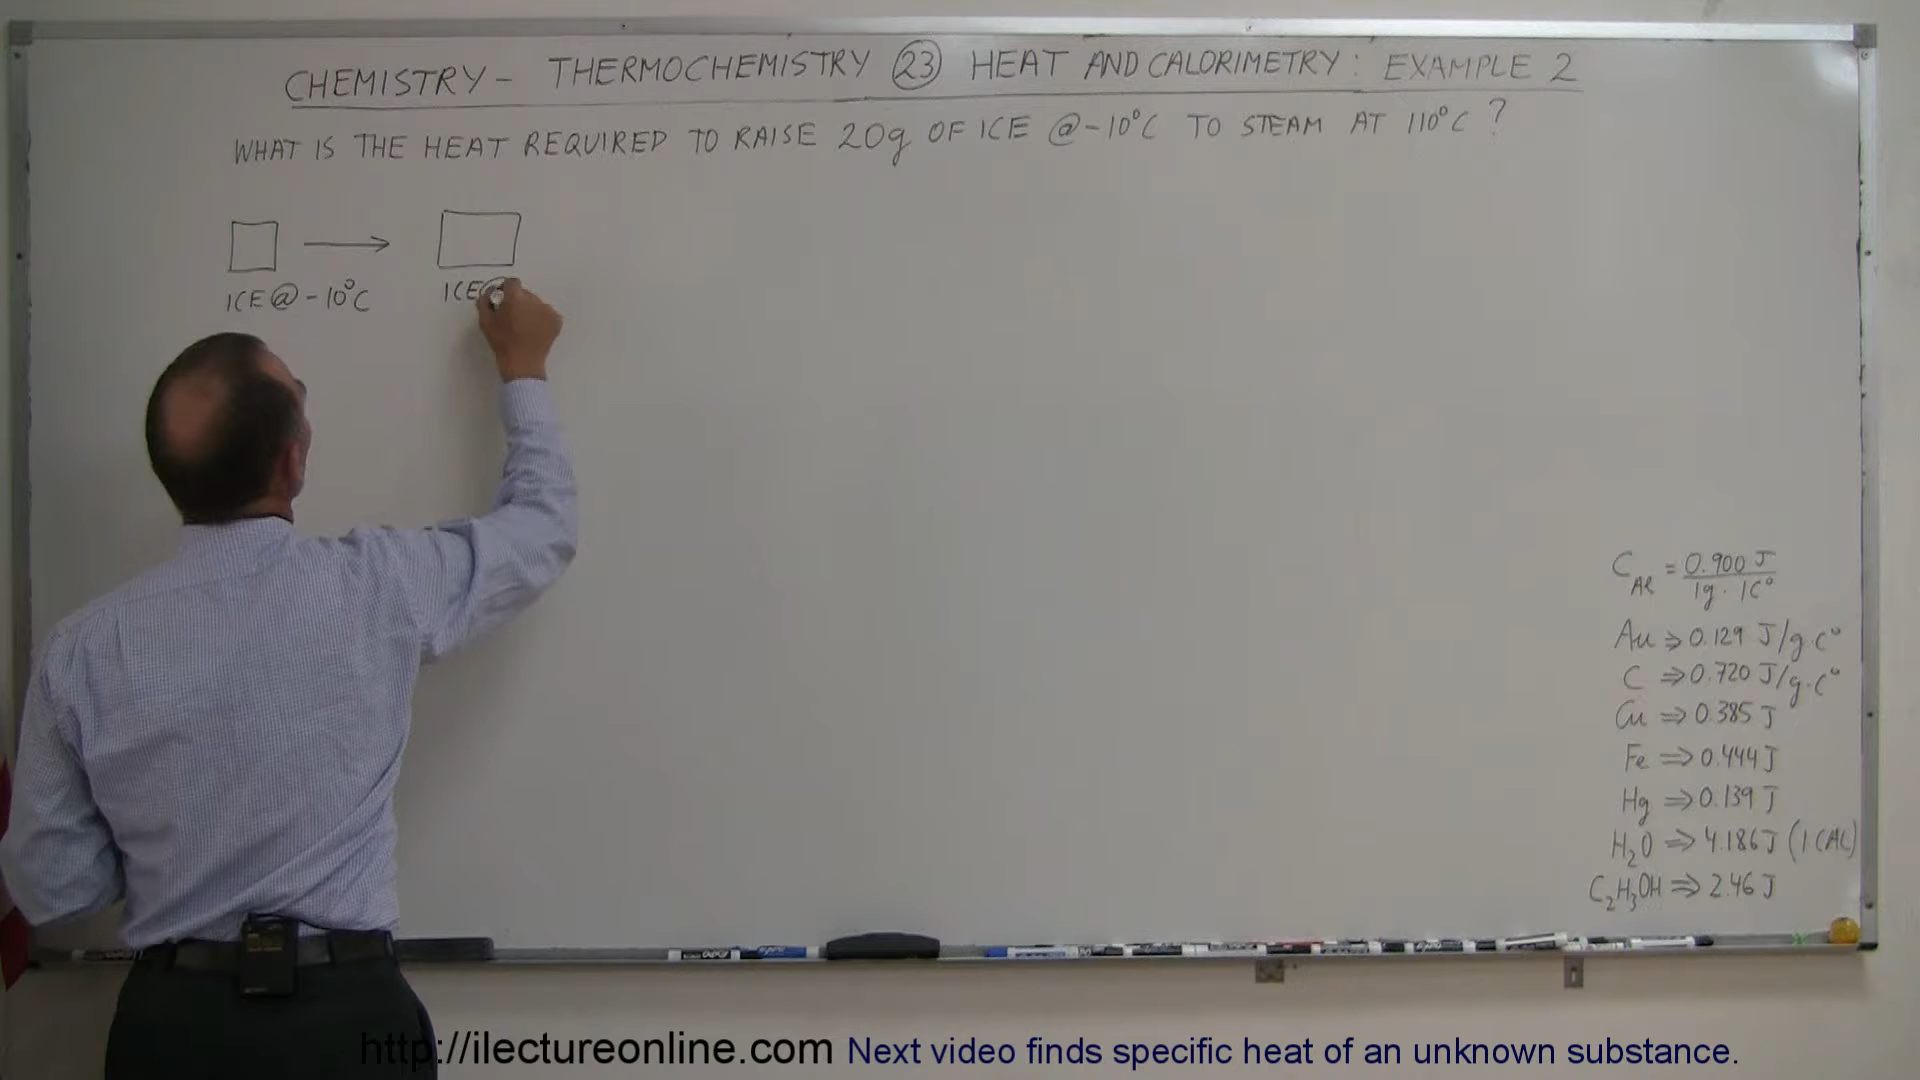 CHEMISTRY - THERMOCHEMISTRY 23 HEAT AND CALORIMETRY: EXAMPLE 2
WHAT IS THE HEAT REQUIRED TO RAISE 20g OF ICE @ -10°C TO STEAM AT 110°C ?
ICE @ -10°C
ICE @
C Al = 0.900 J / 1g · 1C°
Au ⇒ 0.129 J/g·C°
C ⇒ 0.720 J/g·C°
Cu ⇒ 0.385 J
Fe ⇒ 0.444 J
Hg ⇒ 0.139 J
H₂O ⇒ 4.186 J (1 CAL)
C₂H₃OH ⇒ 2.46 J
http://ilectureonline.com Next video finds specific heat of an unknown substance.